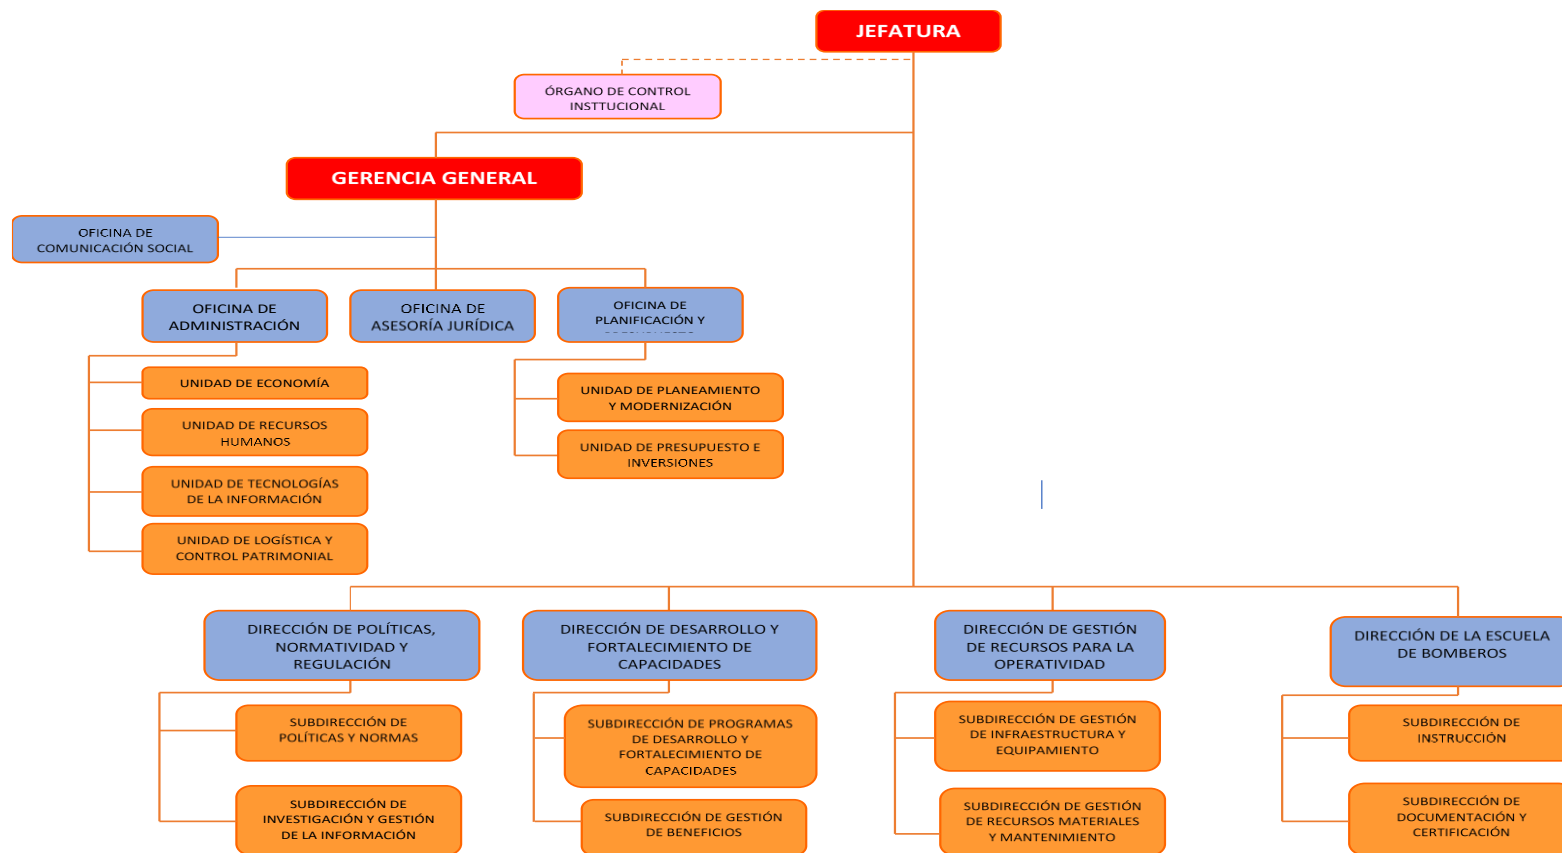 JEFATURA
ÓRGANO DE CONTROL
INSTTUCIONAL
GERENCIA GENERAL
OFICINA DE
COMUNICACIÓN SOCIAL
OFICINA DE
ADMINISTRACIÓN
OFICINA DE
ASESORÍA JURÍDICA
OFICINA DE
PLANIFICACIÓN Y
UNIDAD DE ECONOMÍA
UNIDAD DE RECURSOS
HUMANOS
UNIDAD DE TECNOLOGÍAS
DE LA INFORMACIÓN
UNIDAD DE LOGÍSTICA Y
CONTROL PATRIMONIAL
UNIDAD DE PLANEAMIENTO
Y MODERNIZACIÓN
UNIDAD DE PRESUPUESTO E
INVERSIONES
DIRECCIÓN DE POLÍTICAS,
NORMATIVIDAD Y
REGULACIÓN
SUBDIRECCIÓN DE
POLÍTICAS Y NORMAS
SUBDIRECCIÓN DE
INVESTIGACIÓN Y GESTIÓN
DE LA INFORMACIÓN
DIRECCIÓN DE DESARROLLO Y
FORTALECIMIENTO DE
CAPACIDADES
SUBDIRECCIÓN DE PROGRAMAS
DE DESARROLLO Y
FORTALECIMIENTO DE
CAPACIDADES
SUBDIRECCIÓN DE GESTIÓN
DE BENEFICIOS
DIRECCIÓN DE GESTIÓN
DE RECURSOS PARA LA
OPERATIVIDAD
SUBDIRECCIÓN DE GESTIÓN
DE INFRAESTRUCTURA Y
EQUIPAMIENTO
SUBDIRECCIÓN DE GESTIÓN
DE RECURSOS MATERIALES
Y MANTENIMIENTO
DIRECCIÓN DE LA ESCUELA
DE BOMBEROS
SUBDIRECCIÓN DE
INSTRUCCIÓN
SUBDIRECCIÓN DE
DOCUMENTACIÓN Y
CERTIFICACIÓN